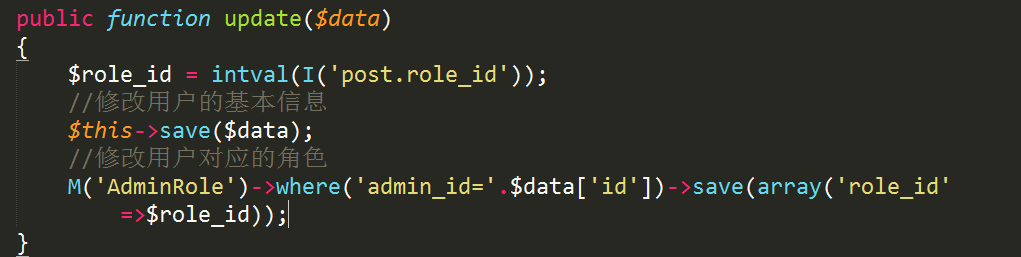 public function update($data)
{
$role_id = intval(I('post.role_id'));
//修改用户的基本信息
$this->save($data);
//修改用户对应的角色
M('AdminRole')->where('admin_id='.$data['id'])->save(array('role_id'
=>$role_id));
}